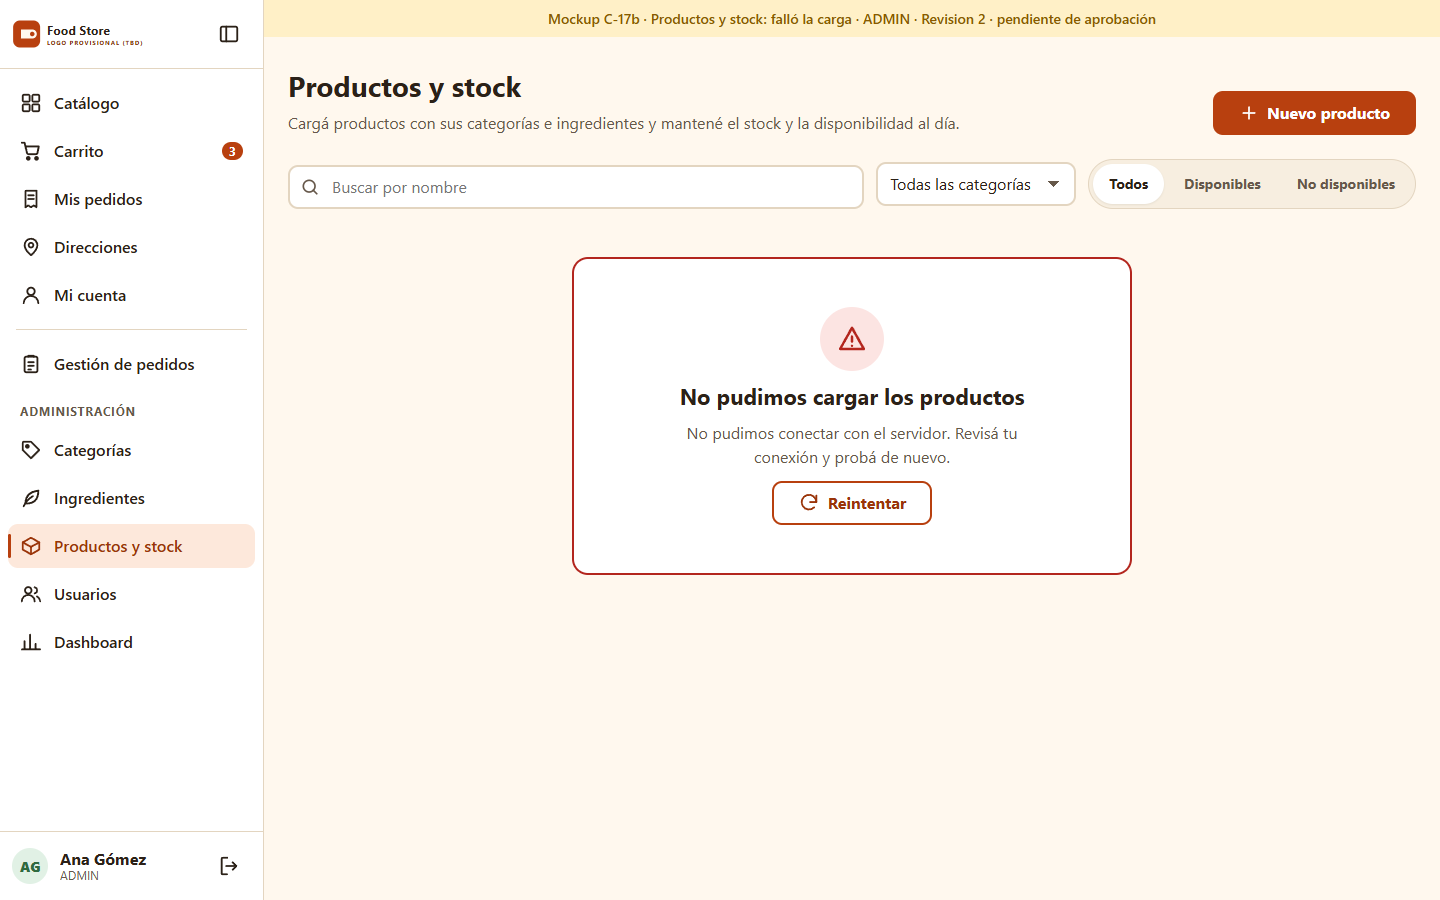 Food Store
LOGO PROVISIONAL (TBD)
Catálogo
Carrito
3
Mis pedidos
Direcciones
Mi cuenta
Gestión de pedidos
ADMINISTRACIÓN
Categorías
Ingredientes
Productos y stock
Usuarios
Dashboard
AG
Ana Gómez
ADMIN
Mockup C-17b · Productos y stock: falló la carga · ADMIN · Revision 2 · pendiente de aprobación
Productos y stock
Cargá productos con sus categorías e ingredientes y mantené el stock y la disponibilidad al día.
Nuevo producto
Buscar por nombre
Todas las categorías
Todos
Disponibles
No disponibles
No pudimos cargar los productos
No pudimos conectar con el servidor. Revisá tu
conexión y probá de nuevo.
Reintentar